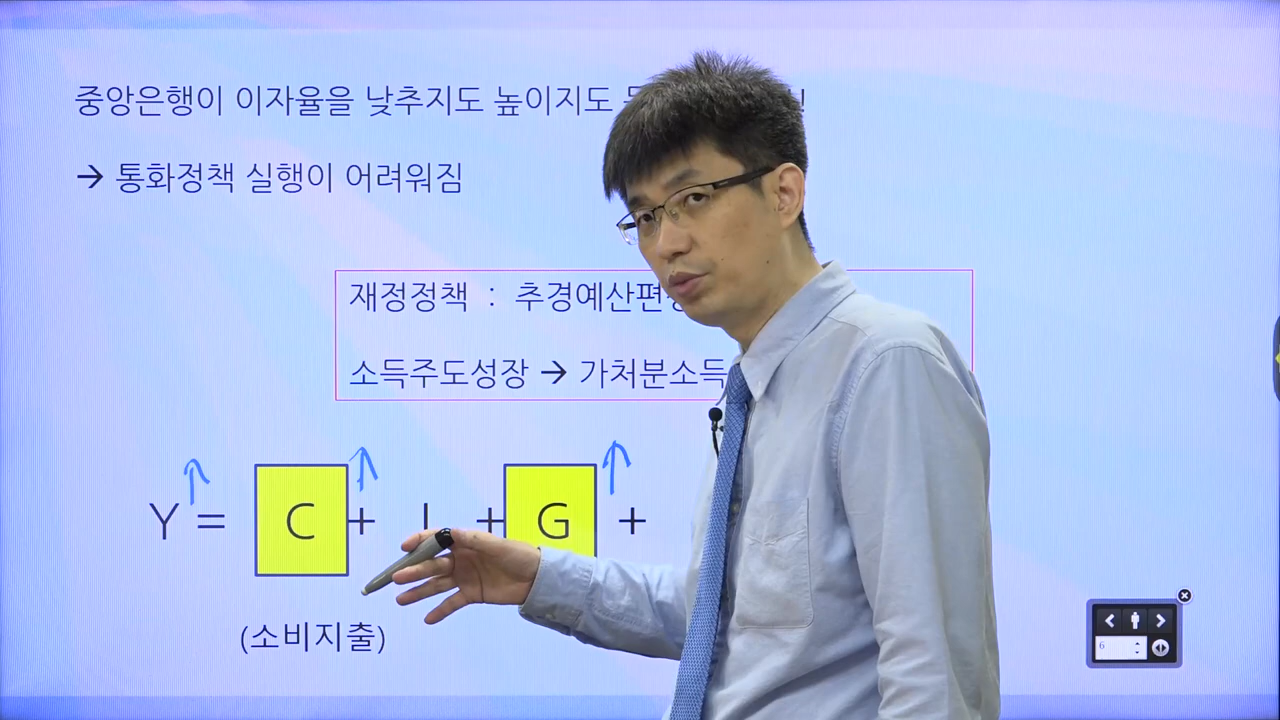 중앙은행이 이자율을 낮추지도 높이지도 !
→ 통화정책 실행이 어려워짐
재정정책 : 추경예산편
소득주도성장 → 가처분소득
Y = C + I + G +
(소비지출)
6